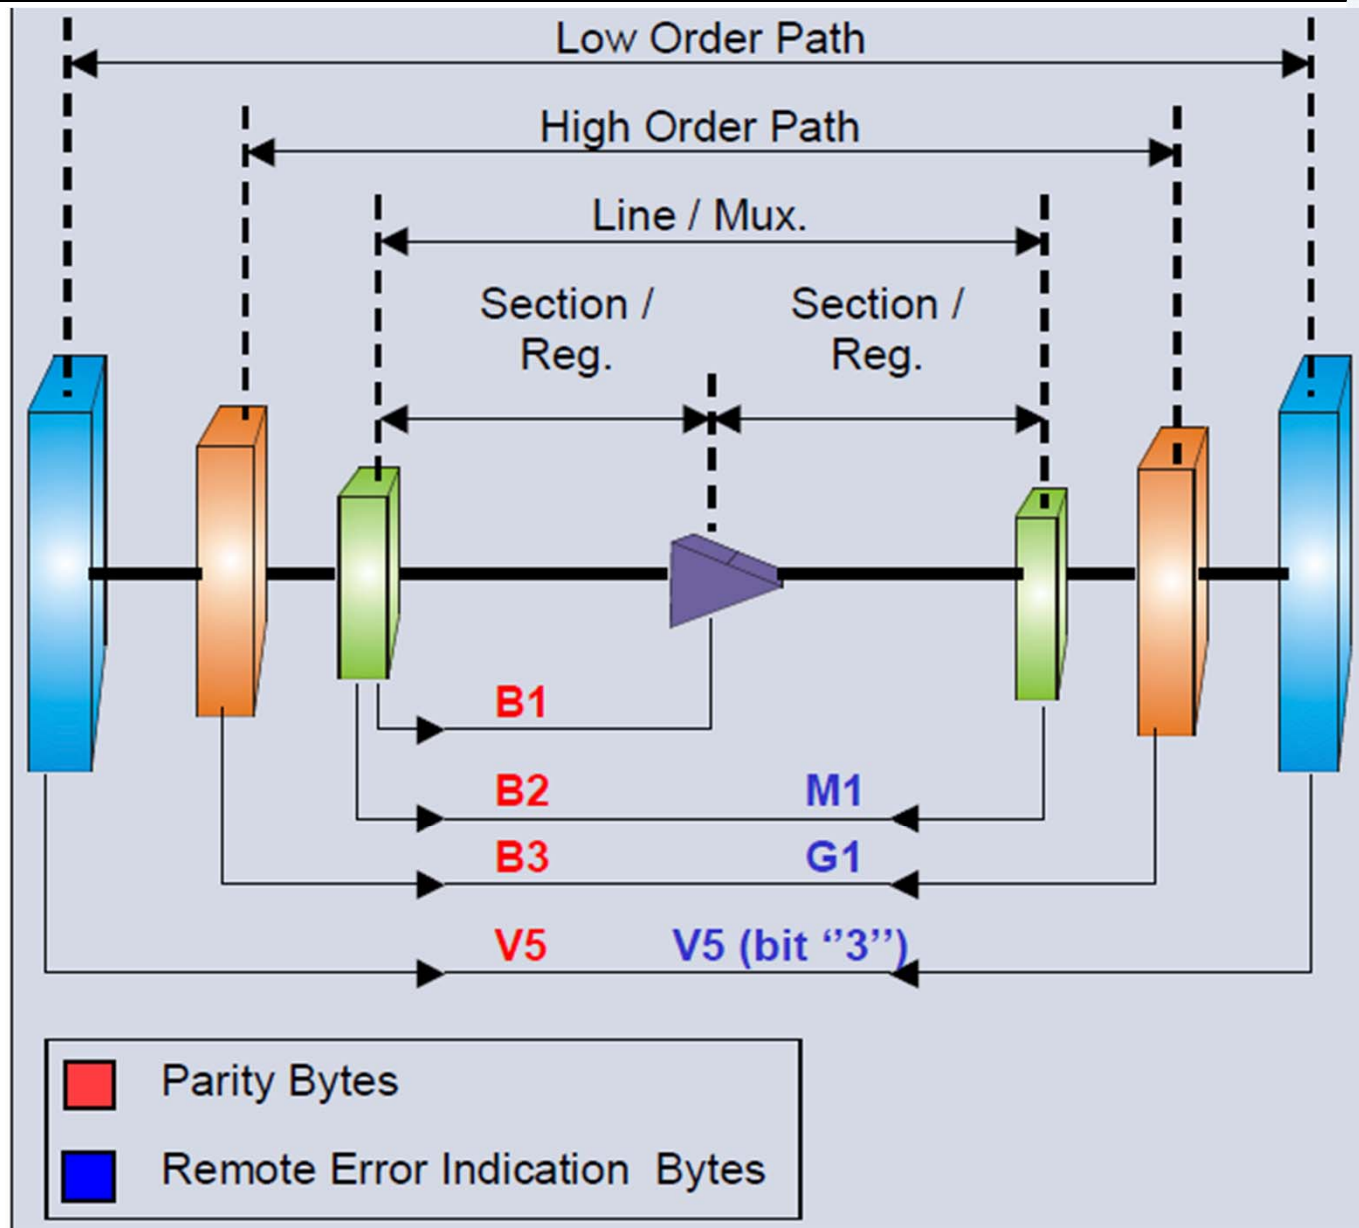 Low Order Path
High Order Path
Line / Mux.
Section /
Reg.
Section /
Reg.
B1
B2
M1
B3
G1
V5
V5 (bit ‘’3’’)
Parity Bytes
Remote Error Indication  Bytes